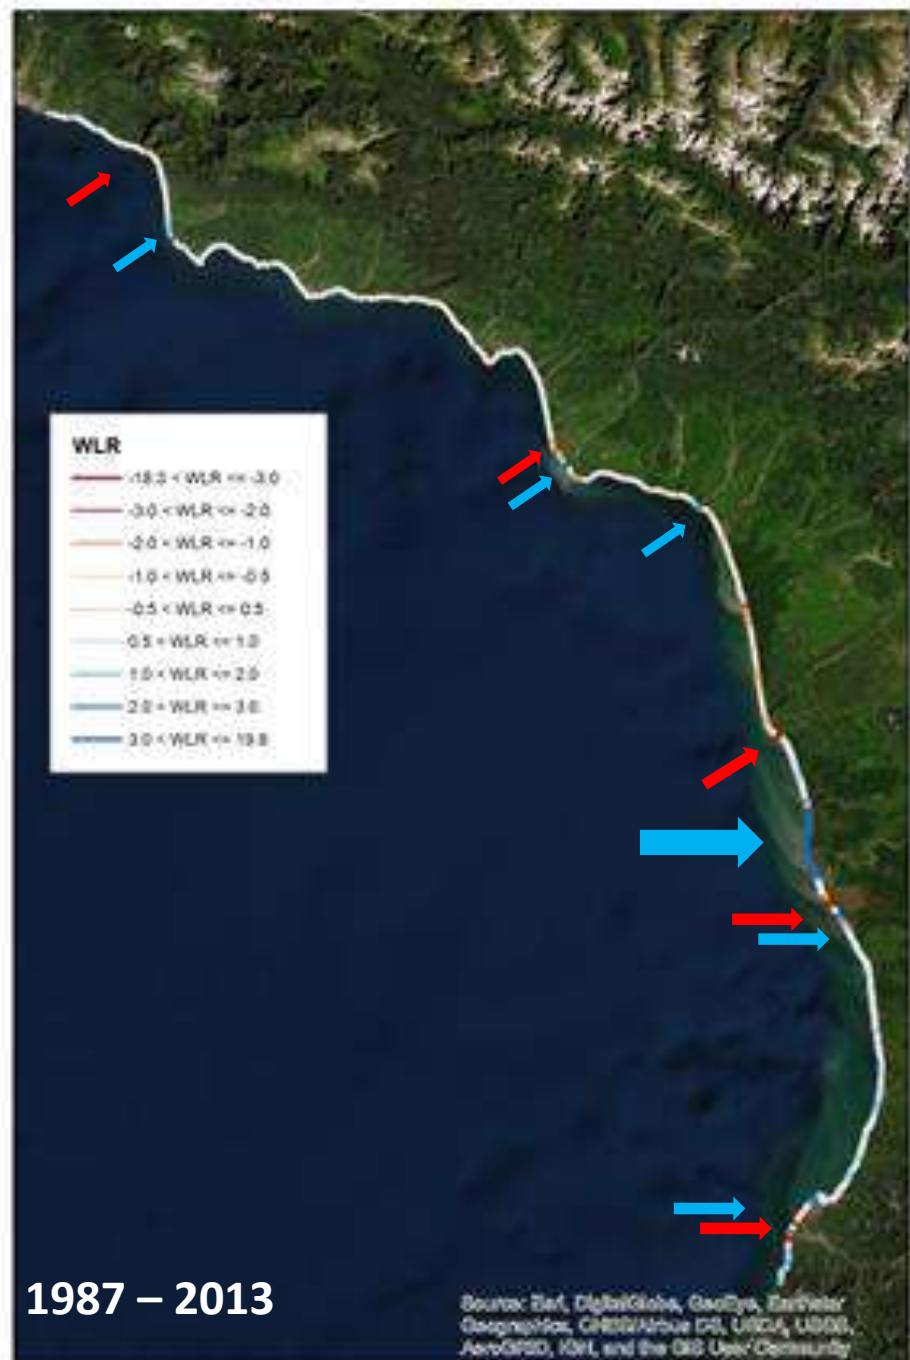 WLR
-18.0 < WLR <= -3.0
-3.0 < WLR <= -2.0
-2.0 < WLR <= -1.0
-1.0 < WLR <= -0.5
-0.5 < WLR <= 0.5
0.5 < WLR <= 1.0
1.0 < WLR <= 2.0
2.0 < WLR <= 3.0
3.0 < WLR <= 19.8
1987 – 2013
Source: Esri, DigitalGlobe, GeoEye, Earthstar
Geographics, CNES/Airbus DS, USDA, USGS,
AeroGRID, IGN, and the GIS User Community